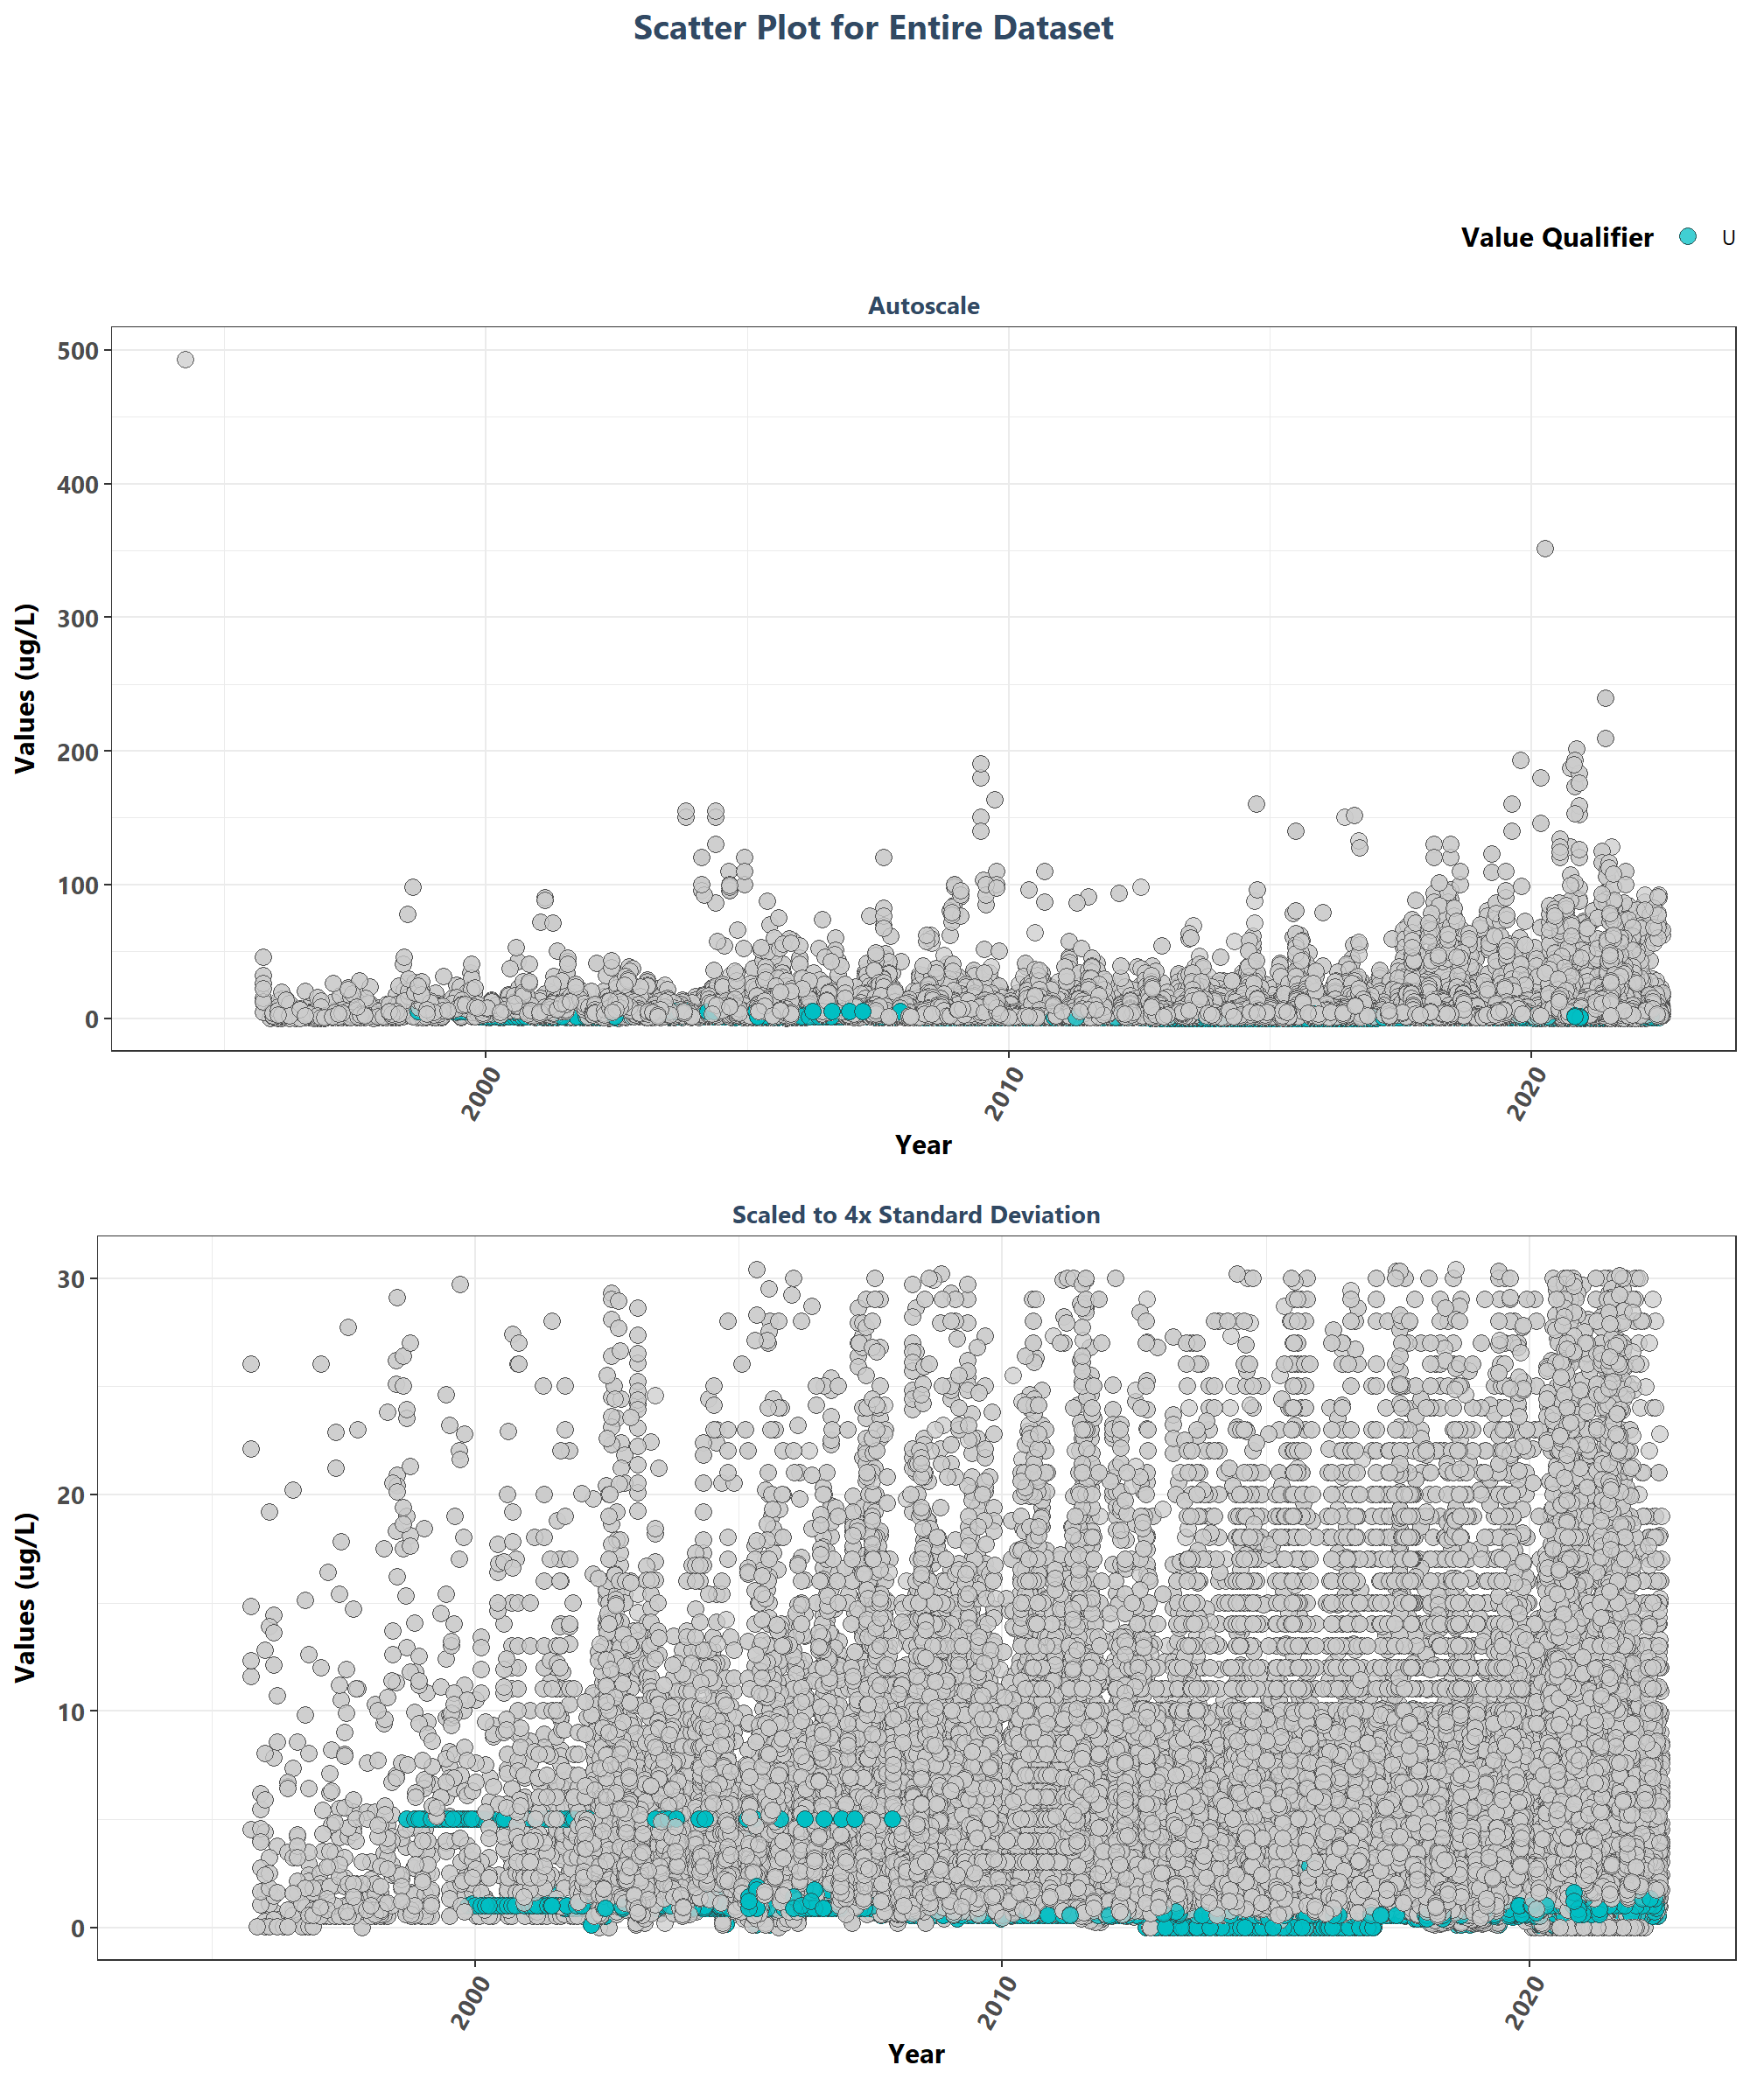 Scatter Plot for Entire Dataset
Value Qualifier U
Autoscale
500
400
300
200
100
0
Values (ug/L)
2000 2010 2020
Year
Scaled to 4x Standard Deviation
30
20
10
0
Values (ug/L)
2000 2010 2020
Year